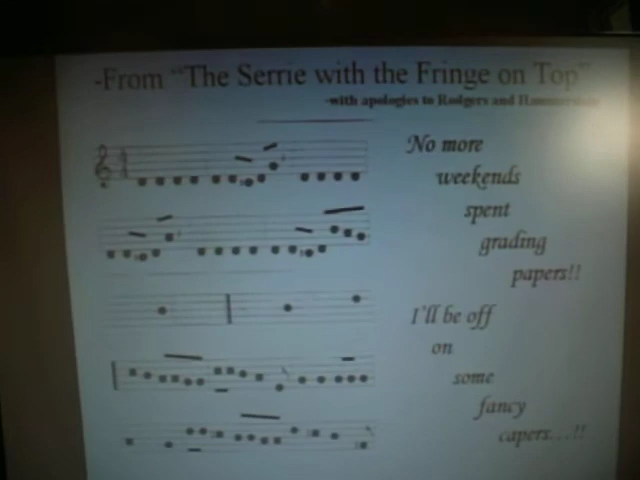 -From "The Serrie with the Fringe on Top"
-with apologies to Rodgers and Hammerstein
No more
weekends
spent
grading
papers!!
I'll be off
on
some
fancy
capers...!!